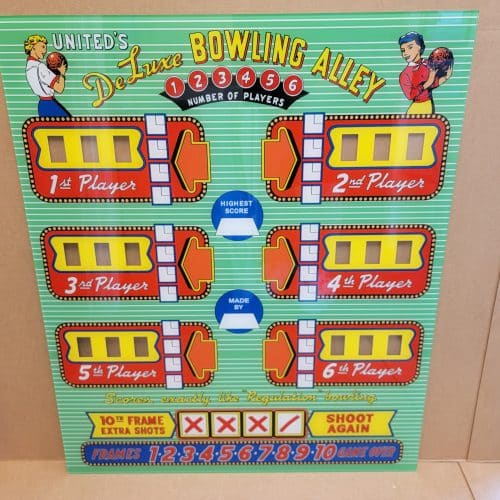 UNITED'S
DeLuxe BOWLING ALLEY
1 2 3 4 5 6
NUMBER OF PLAYERS
1st Player
2nd Player
HIGHEST
SCORE
3rd Player
4th Player
MADE
BY
5th Player
6th Player
Scores exactly like "Regulation bowling
10TH FRAME
EXTRA SHOTS
X X X /
SHOOT
AGAIN
FRAMES 1·2·3·4·5·6·7·8·9·10 GAME OVER